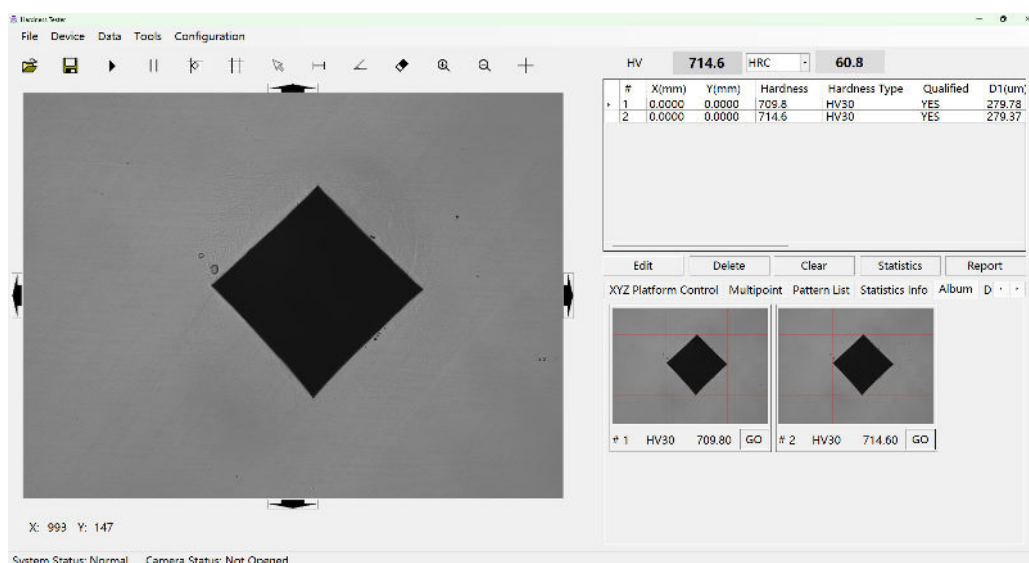 Hardness Tester
File Device Data Tools Configuration
HV 714.6 HRC 60.8
# X(mm) Y(mm) Hardness Hardness Type Qualified D1(um)
1 0.0000 0.0000 709.8 HV30 YES 279.78
2 0.0000 0.0000 714.6 HV30 YES 279.37
Edit Delete Clear Statistics Report
XYZ Platform Control Multipoint Pattern List Statistics Info Album D
# 1 HV30 709.80 GO # 2 HV30 714.60 GO
X: 993 Y: 147
System Status: Normal Camera Status: Not Opened